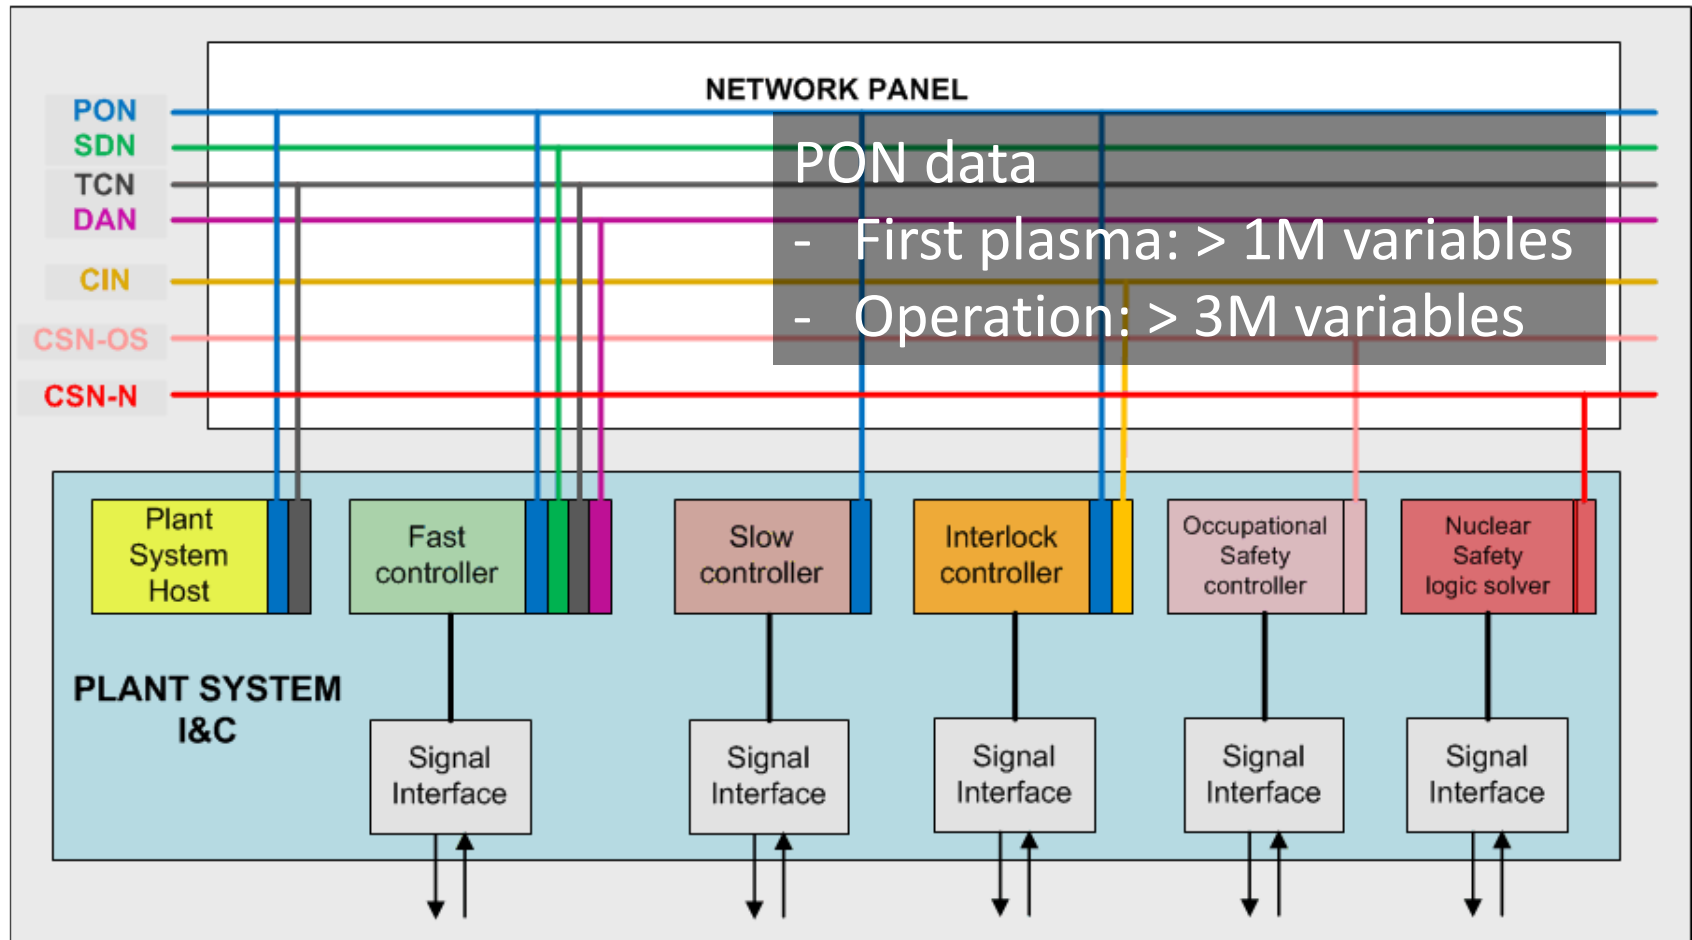 NETWORK PANEL
PON
SDN
TCN
DAN
CIN
CSN-OS
CSN-N
PON data
- First plasma: > 1M variables
- Operation: > 3M variables
Plant
System
Host
Fast
controller
Slow
controller
Interlock
controller
Occupational
Safety
controller
Nuclear
Safety
logic solver
PLANT SYSTEM
I&C
Signal
Interface
Signal
Interface
Signal
Interface
Signal
Interface
Signal
Interface